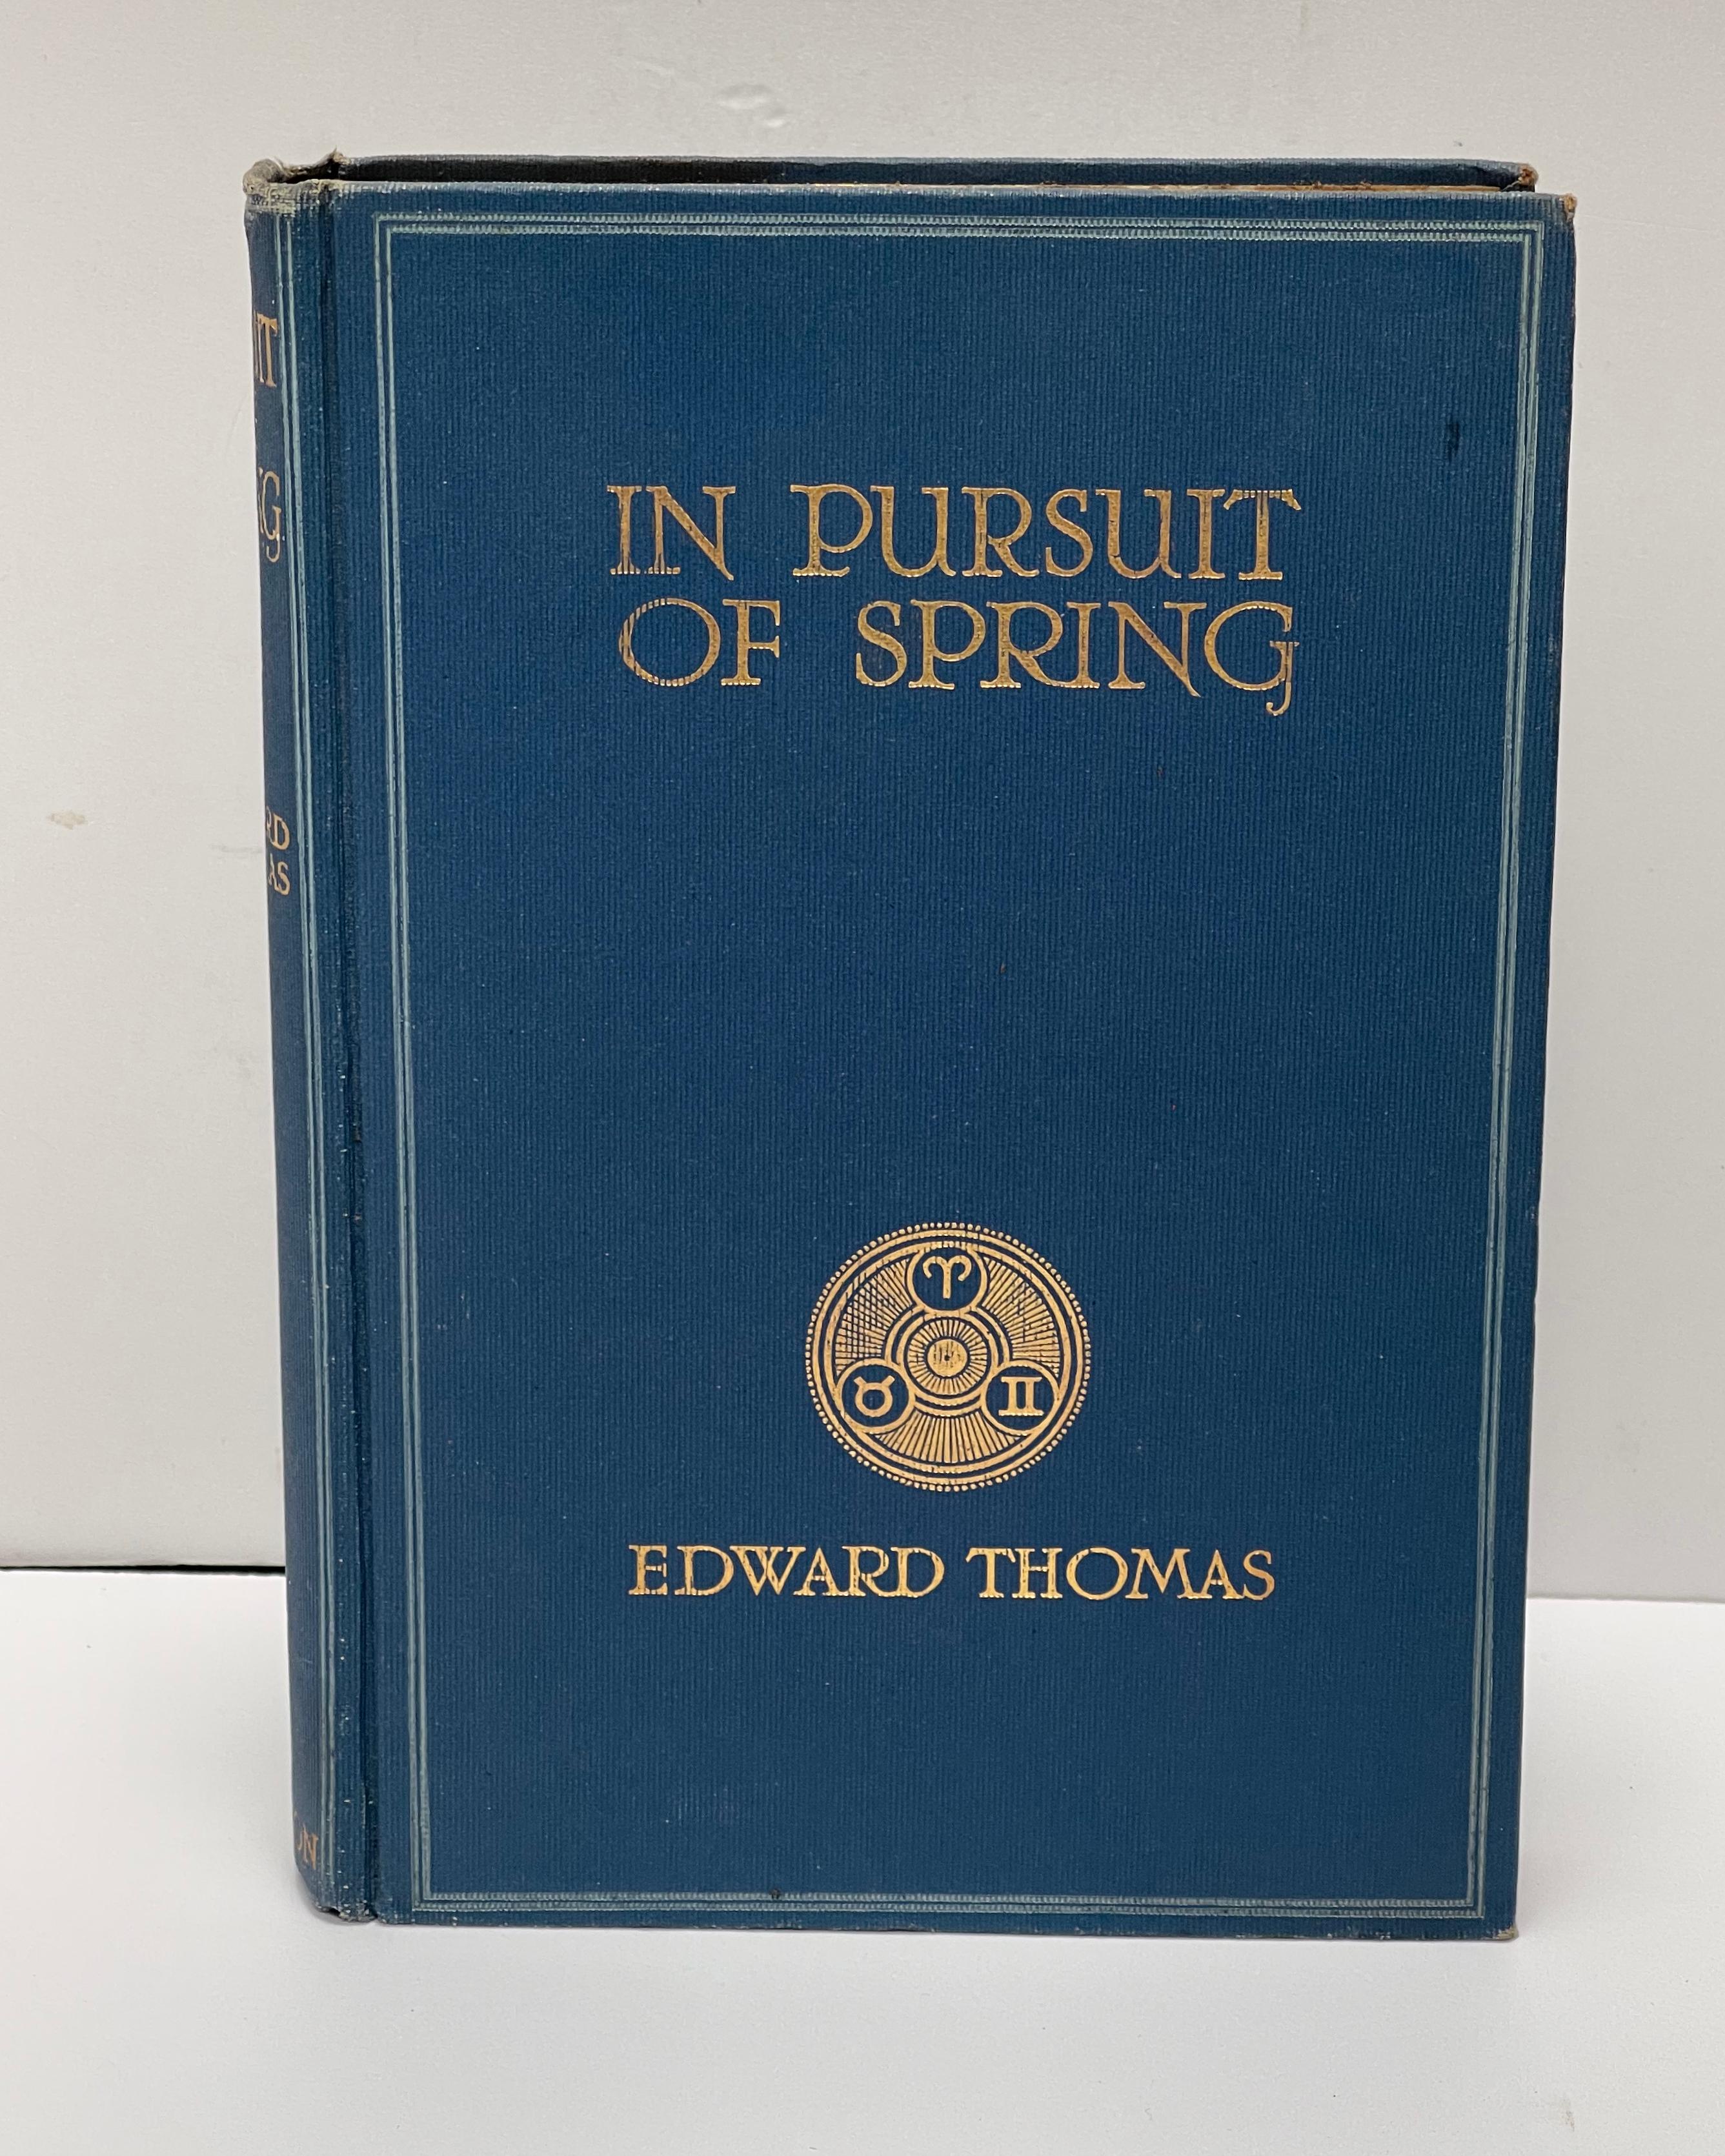 IN PURSUIT
OF SPRING
EDWARD THOMAS